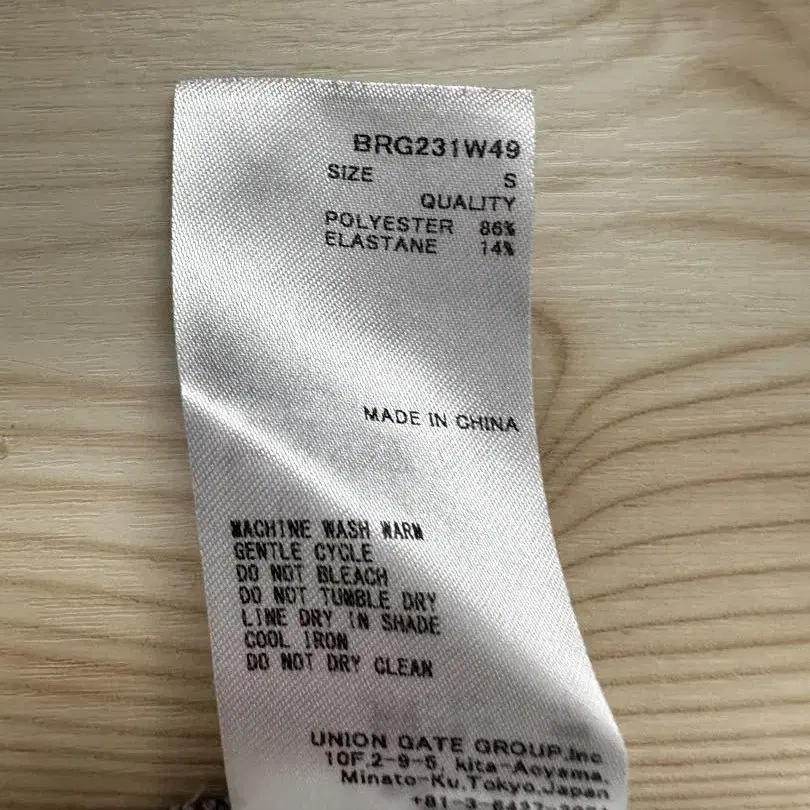 BRG231W49
SIZE S
QUALITY
POLYESTER 86%
ELASTANE 14%
MADE IN CHINA
MACHINE WASH WARM
GENTLE CYCLE
DO NOT BLEACH
DO NOT TUMBLE DRY
LINE DRY IN SHADE
COOL IRON
DO NOT DRY CLEAN
UNION GATE GROUP.Inc
10F,2-9-5, kita-Aoyama,
Minato-Ku,Tokyo,Japan